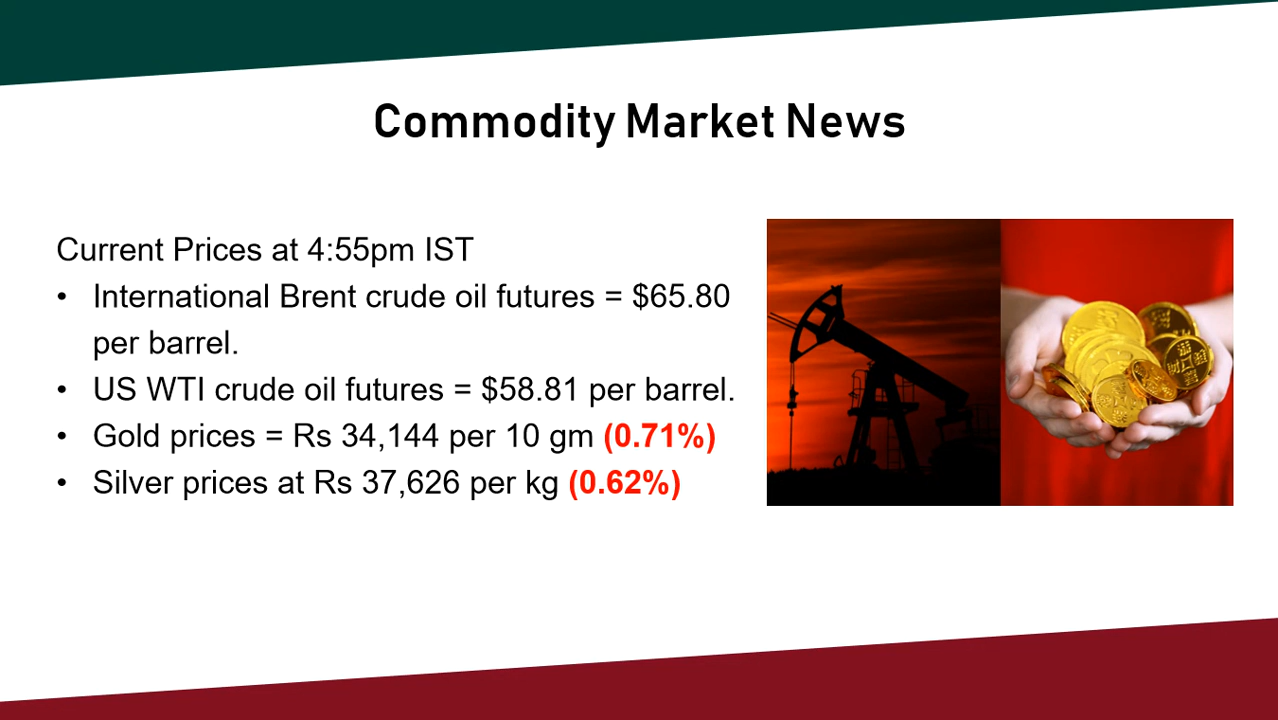 Commodity Market News
Current Prices at 4:55pm IST
• International Brent crude oil futures = $65.80
per barrel.
• US WTI crude oil futures = $58.81 per barrel.
• Gold prices = Rs 34,144 per 10 gm (0.71%)
• Silver prices at Rs 37,626 per kg (0.62%)